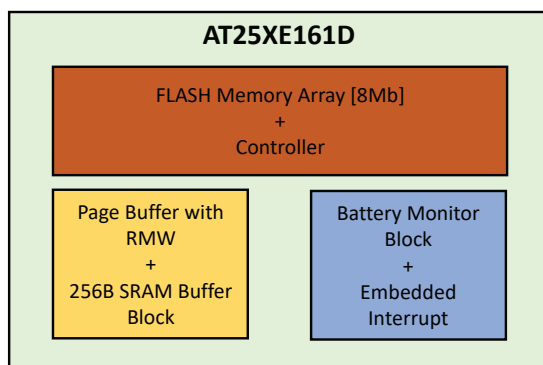 AT25XE161D
FLASH Memory Array [8Mb]
+
Controller
Page Buffer with
RMW
+
256B SRAM Buffer
Block
Battery Monitor
Block
+
Embedded
Interrupt